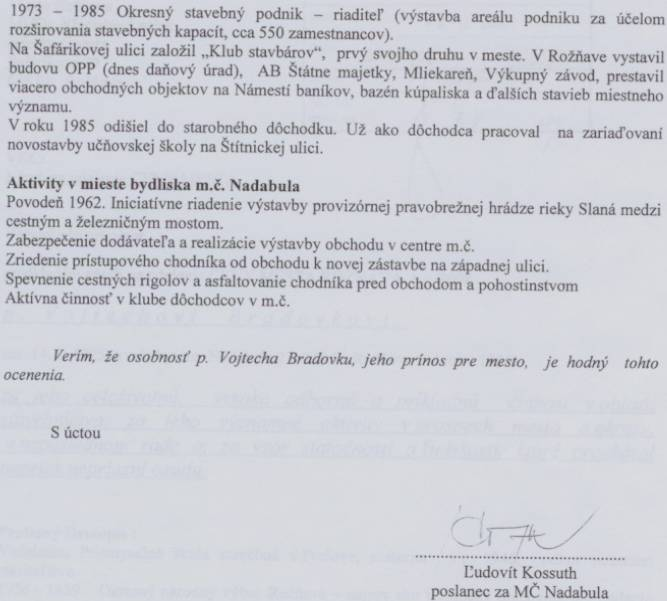 1973 – 1985 Okresný stavebný podnik – riaditeľ (výstavba areálu podniku za účelom
rozširovania stavebných kapacít, cca 550 zamestnancov).
Na Šafárikovej ulici založil „Klub stavbárov“, prvý svojho druhu v meste. V Rožňave vystavil
budovu OPP (dnes daňový úrad), AB Štátne majetky, Mliekareň, Výkupný závod, prestavil
viacero obchodných objektov na Námestí baníkov, bazén kúpaliska a ďalších stavieb miestneho
významu.
V roku 1985 odišiel do starobného dôchodku. Už ako dôchodca pracoval na zariaďovaní
novostavby učňovskej školy na Štítnickej ulici.
Aktivity v mieste bydliska m.č. Nadabula
Povodeň 1962. Iniciatívne riadenie výstavby provizórnej pravobrežnej hrádze rieky Slaná medzi
cestným a železničným mostom.
Zabezpečenie dodávateľa a realizácie výstavby obchodu v centre m.č.
Zriedenie prístupového chodníka od obchodu k novej zástavbe na západnej ulici.
Spevnenie cestných rigolov a asfaltovanie chodníka pred obchodom a pohostinstvom
Aktívna činnosť v klube dôchodcov v m.č.
Verím, že osobnosť p. Vojtecha Bradovku, jeho prínos pre mesto, je hodný tohto
ocenenia.
S úctou
Ľudovít Kossuth
poslanec za MČ Nadabula